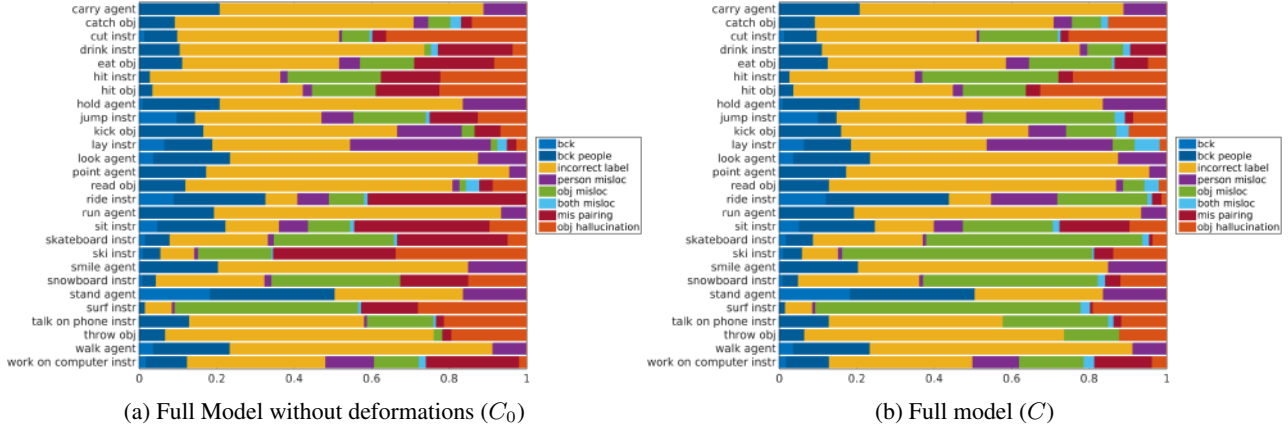 carry agent
catch obj
cut instr
drink instr
eat obj
hit instr
hit obj
hold agent
jump instr
kick obj
lay instr
look agent
point agent
read obj
ride instr
run agent
sit instr
skateboard instr
ski instr
smile agent
snowboard instr
stand agent
surf instr
talk on phone instr
throw obj
walk agent
work on computer instr
0 0.2 0.4 0.6 0.8 1
bck
bck people
incorrect label
person misloc
obj misloc
both misloc
mis pairing
obj hallucination
(a) Full Model without deformations (C₀)
carry agent
catch obj
cut instr
drink instr
eat obj
hit instr
hit obj
hold agent
jump instr
kick obj
lay instr
look agent
point agent
read obj
ride instr
run agent
sit instr
skateboard instr
ski instr
smile agent
snowboard instr
stand agent
surf instr
talk on phone instr
throw obj
walk agent
work on computer instr
0 0.2 0.4 0.6 0.8 1
bck
bck people
incorrect label
person misloc
obj misloc
both misloc
mis pairing
obj hallucination
(b) Full model (C)